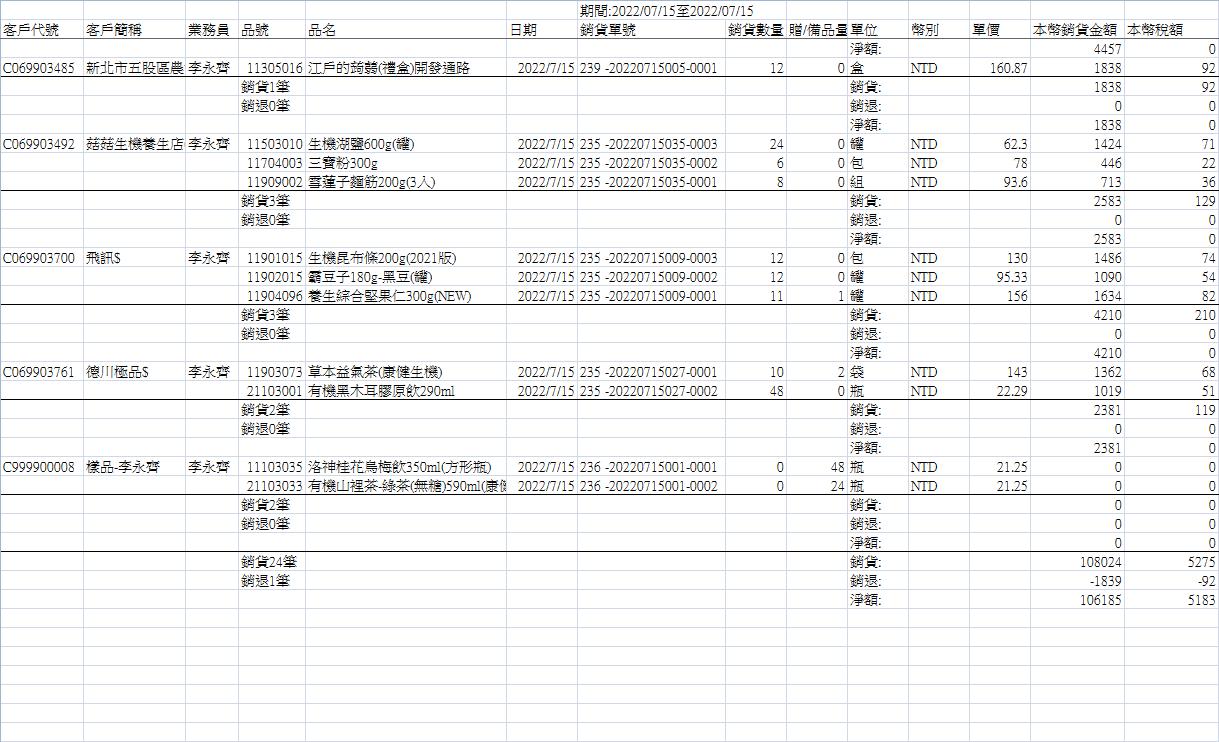 期間:2022/07/15至2022/07/15
客戶代號 客戶簡稱 業務員 品號 品名 日期 銷貨單號 銷貨數量 贈/備品量 單位 幣別 單價 本幣銷貨金額 本幣稅額
淨額: 4457 0
C069903485 新北市五股區農 李永齊 11305016 江戶的蒟蒻(禮盒)開發通路 2022/7/15 239 -20220715005-0001 12 0 盒 NTD 160.87 1838 92
銷貨1筆 銷貨: 1838 92
銷退0筆 銷退: 0 0
淨額: 1838 0
C069903492 菇菇生機養生店 李永齊 11503010 生機湖鹽600g(罐) 2022/7/15 235 -20220715035-0003 24 0 罐 NTD 62.3 1424 71
11704003 三寶粉300g 2022/7/15 235 -20220715035-0002 6 0 包 NTD 78 446 22
11909002 雪蓮子麵筋200g(3入) 2022/7/15 235 -20220715035-0001 8 0 組 NTD 93.6 713 36
銷貨3筆 銷貨: 2583 129
銷退0筆 銷退: 0 0
淨額: 2583 0
C069903700 飛訊$ 李永齊 11901015 生機昆布條200g(2021版) 2022/7/15 235 -20220715009-0003 12 0 包 NTD 130 1486 74
11902015 霸豆子180g-黑豆(罐) 2022/7/15 235 -20220715009-0002 12 0 罐 NTD 95.33 1090 54
11904096 養生綜合堅果仁300g(NEW) 2022/7/15 235 -20220715009-0001 11 1 罐 NTD 156 1634 82
銷貨3筆 銷貨: 4210 210
銷退0筆 銷退: 0 0
淨額: 4210 0
C069903761 德川極品$ 李永齊 11903073 草本益氣茶(康健生機) 2022/7/15 235 -20220715027-0001 10 2 袋 NTD 143 1362 68
21103001 有機黑木耳膠原飲290ml 2022/7/15 235 -20220715027-0002 48 0 瓶 NTD 22.29 1019 51
銷貨2筆 銷貨: 2381 119
銷退0筆 銷退: 0 0
淨額: 2381 0
C999900008 樣品-李永齊 李永齊 11103035 洛神桂花烏梅飲350ml(方形瓶) 2022/7/15 236 -20220715001-0001 0 48 瓶 NTD 21.25 0 0
21103033 有機山裡茶-綠茶(無糖)590ml(康 2022/7/15 236 -20220715001-0002 0 24 瓶 NTD 21.25 0 0
銷貨2筆 銷貨: 0 0
銷退0筆 銷退: 0 0
淨額: 0 0
銷貨24筆 銷貨: 108024 5275
銷退1筆 銷退: -1839 -92
淨額: 106185 5183